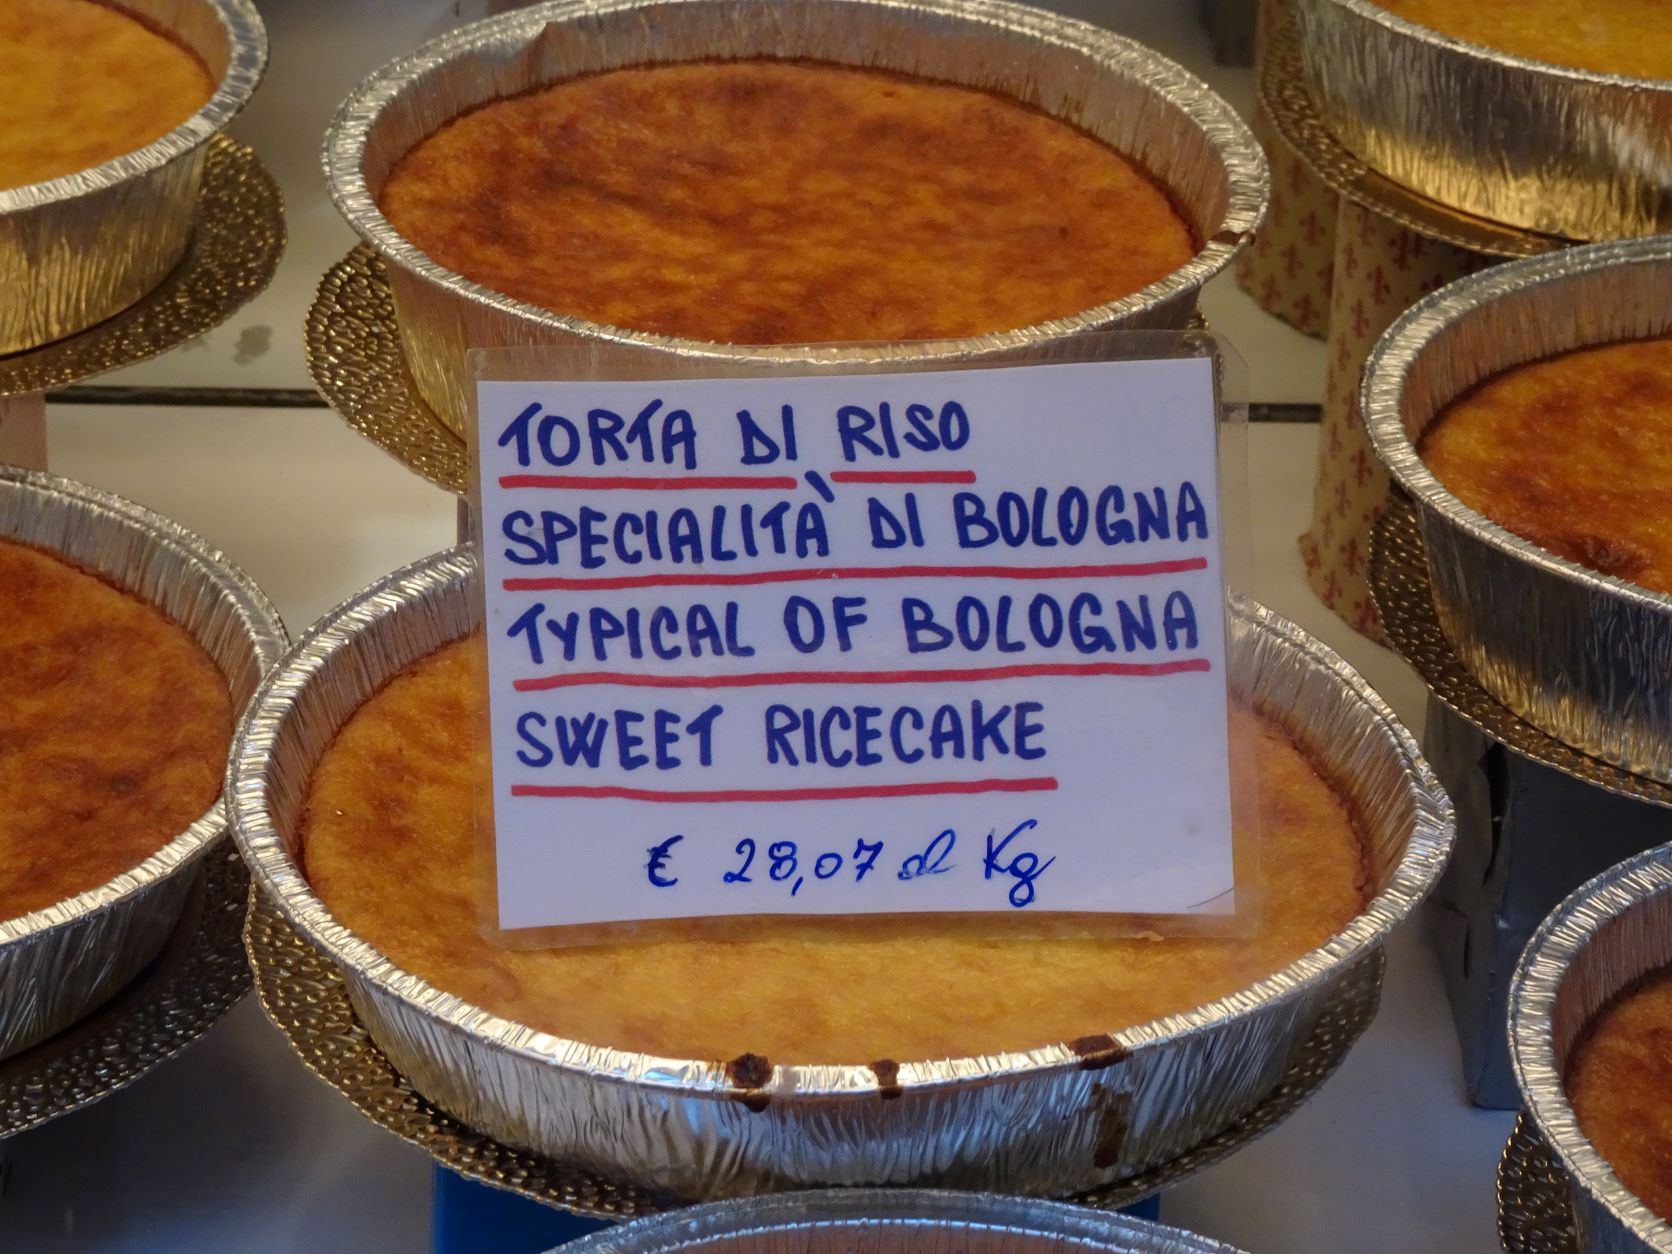 TORTA DI RISO
SPECIALITÀ DI BOLOGNA
TYPICAL OF BOLOGNA
SWEET RICECAKE
€ 28,07 al Kg